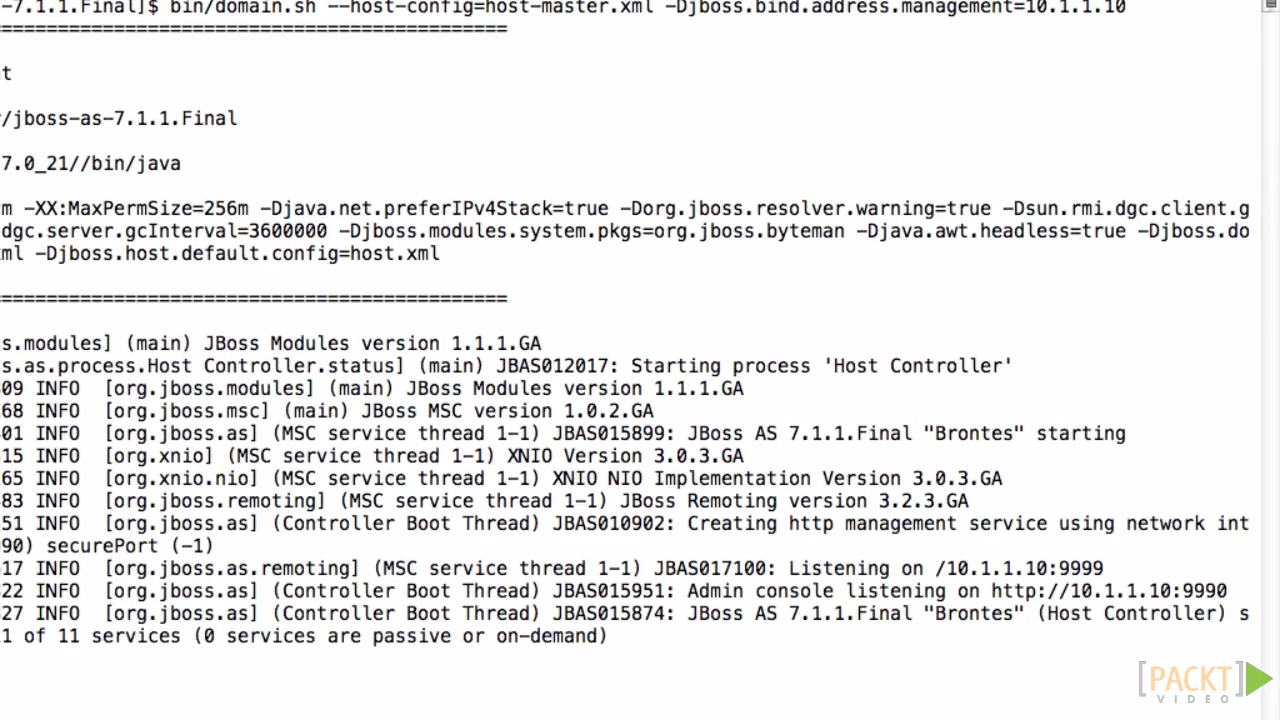 -7.1.1.Final]$ bin/domain.sh --host-config=host-master.xml -Djboss.bind.address.management=10.1.1.10
=============================================
t
/jboss-as-7.1.1.Final
7.0_21//bin/java
m -XX:MaxPermSize=256m -Djava.net.preferIPv4Stack=true -Dorg.jboss.resolver.warning=true -Dsun.rmi.dgc.client.g
dgc.server.gcInterval=3600000 -Djboss.modules.system.pkgs=org.jboss.byteman -Djava.awt.headless=true -Djboss.do
ml -Djboss.host.default.config=host.xml
=============================================
s.modules] (main) JBoss Modules version 1.1.1.GA
s.as.process.Host Controller.status] (main) JBAS012017: Starting process 'Host Controller'
09 INFO [org.jboss.modules] (main) JBoss Modules version 1.1.1.GA
68 INFO [org.jboss.msc] (main) JBoss MSC version 1.0.2.GA
01 INFO [org.jboss.as] (MSC service thread 1-1) JBAS015899: JBoss AS 7.1.1.Final "Brontes" starting
15 INFO [org.xnio] (MSC service thread 1-1) XNIO Version 3.0.3.GA
65 INFO [org.xnio.nio] (MSC service thread 1-1) XNIO NIO Implementation Version 3.0.3.GA
83 INFO [org.jboss.remoting] (MSC service thread 1-1) JBoss Remoting version 3.2.3.GA
51 INFO [org.jboss.as] (Controller Boot Thread) JBAS010902: Creating http management service using network int
90) securePort (-1)
17 INFO [org.jboss.as.remoting] (MSC service thread 1-1) JBAS017100: Listening on /10.1.1.10:9999
22 INFO [org.jboss.as] (Controller Boot Thread) JBAS015951: Admin console listening on http://10.1.1.10:9990
27 INFO [org.jboss.as] (Controller Boot Thread) JBAS015874: JBoss AS 7.1.1.Final "Brontes" (Host Controller) s
1 of 11 services (0 services are passive or on-demand)
[PACKT]
VIDEO